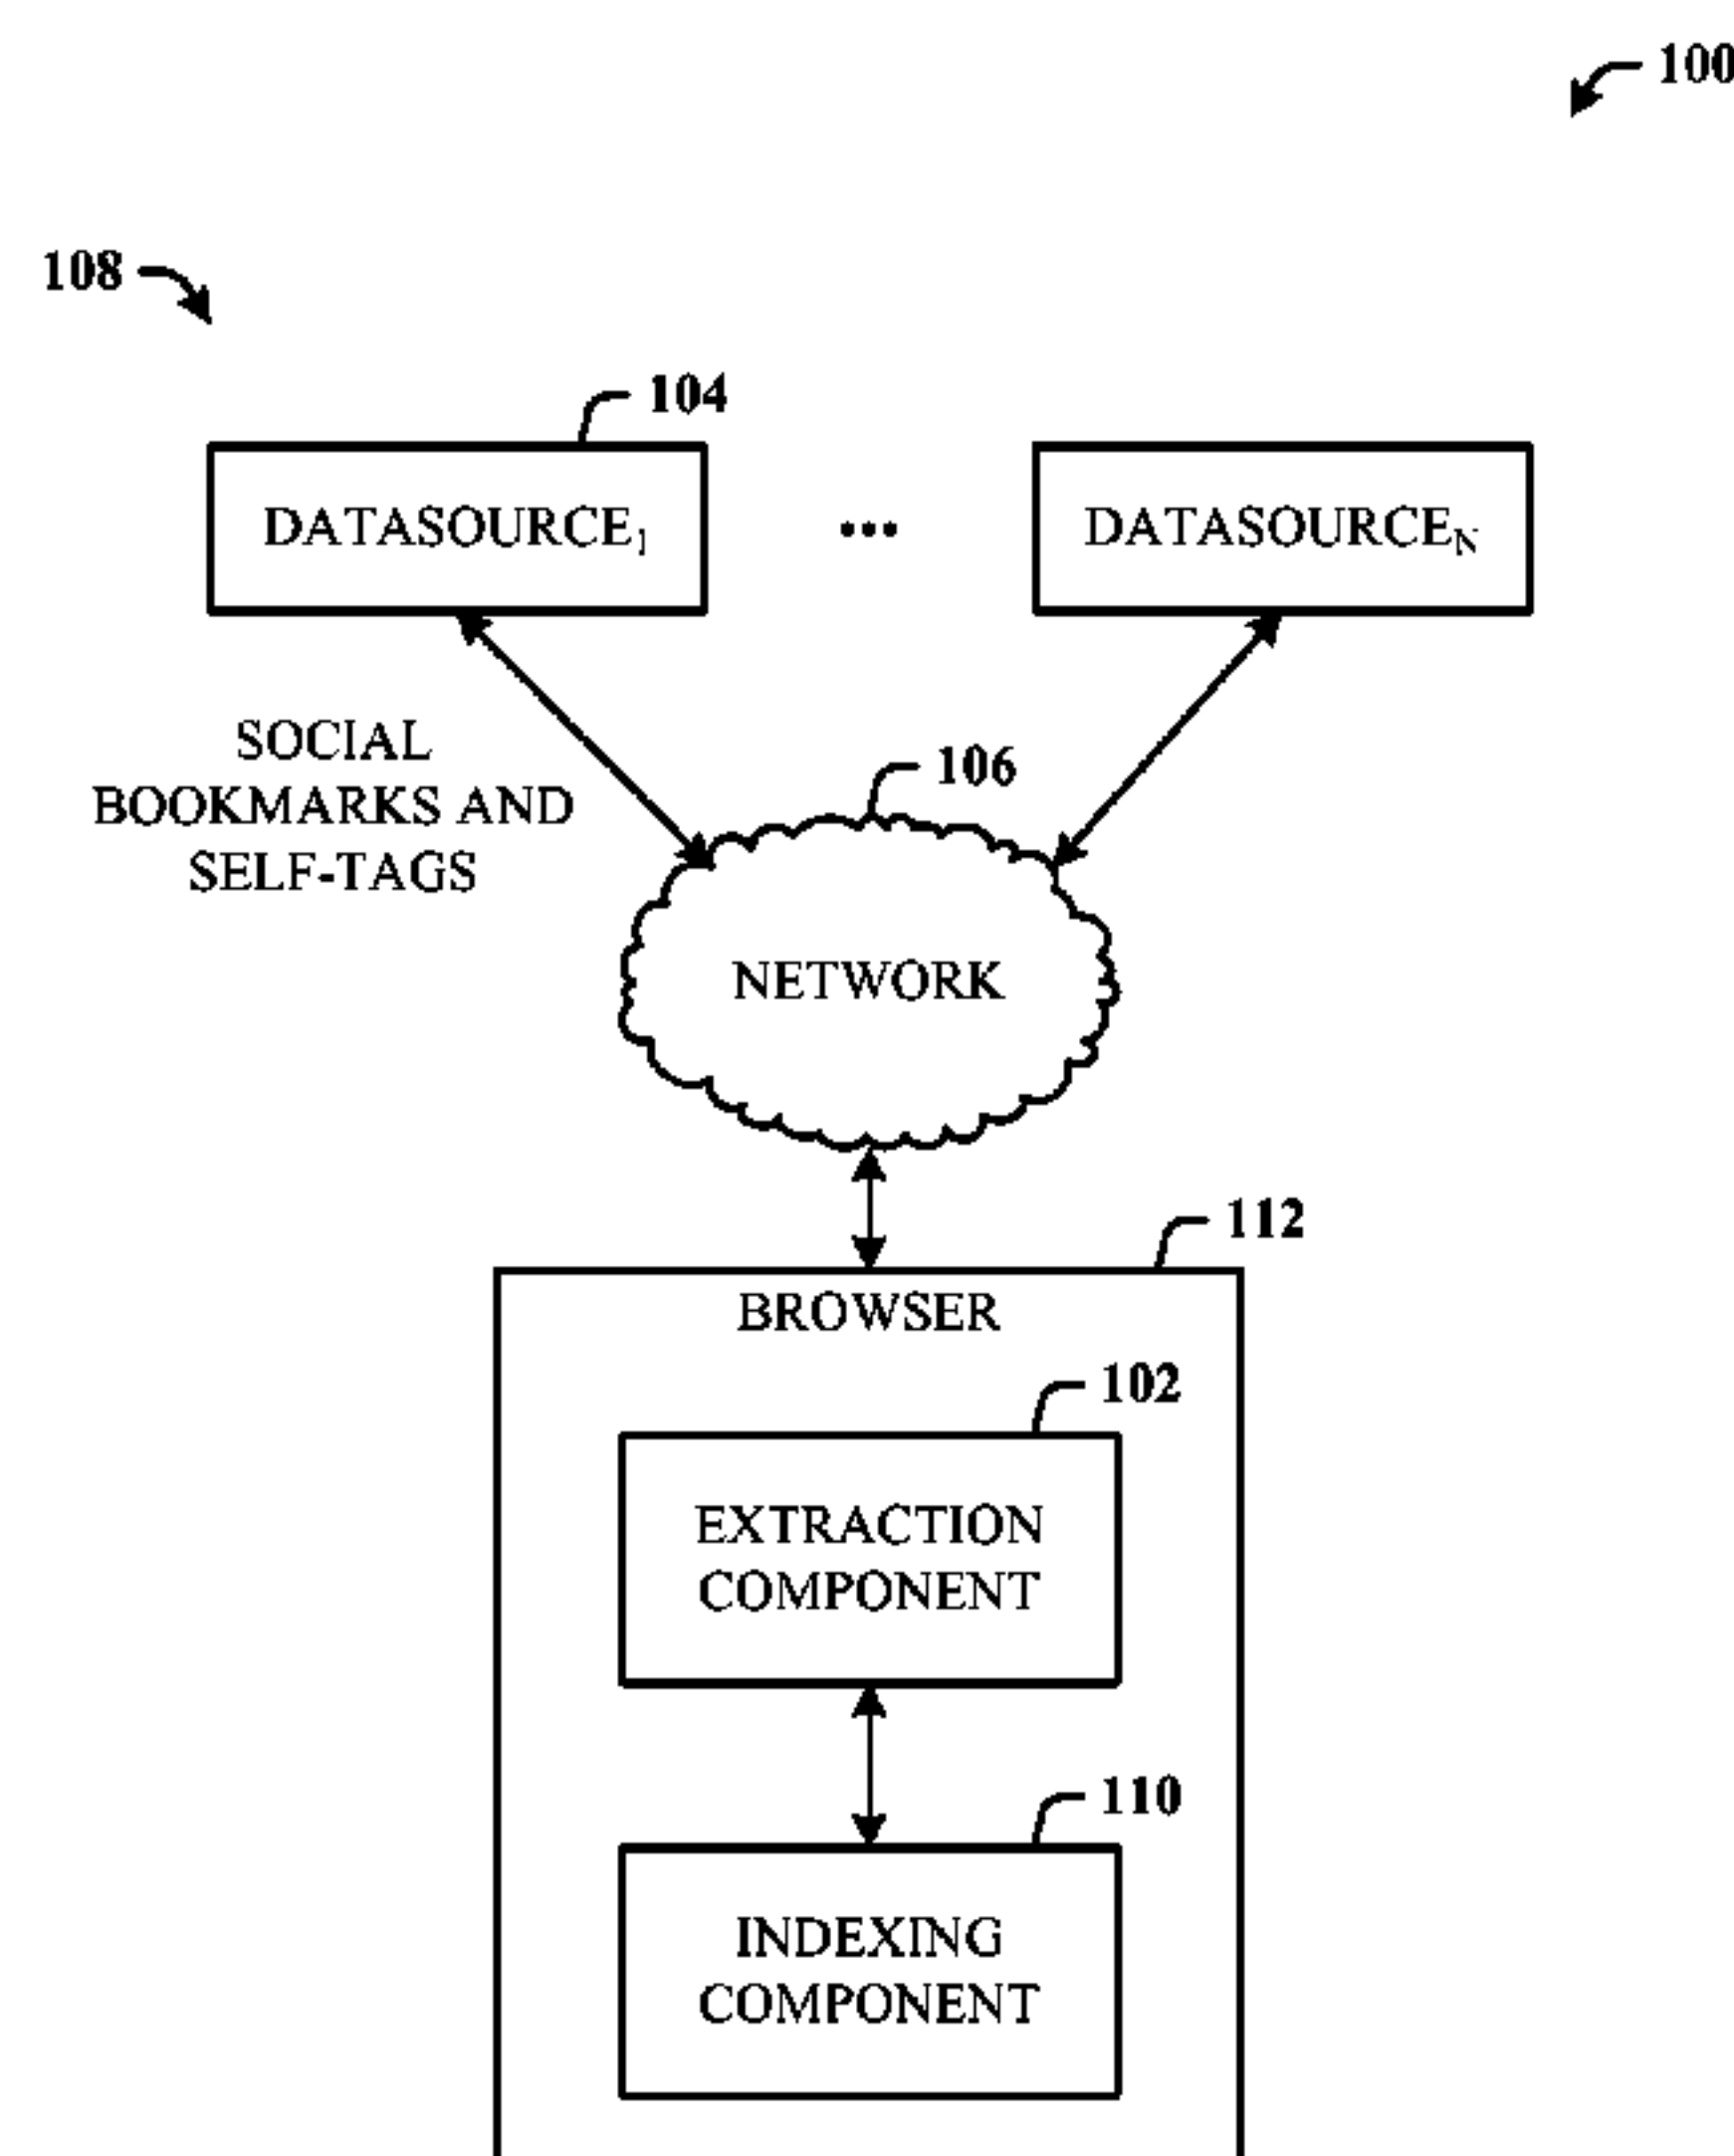 100
108
104
DATASOURCE1
...
DATASOURCEN
SOCIAL
BOOKMARKS AND
SELF-TAGS
106
NETWORK
112
BROWSER
102
EXTRACTION
COMPONENT
110
INDEXING
COMPONENT